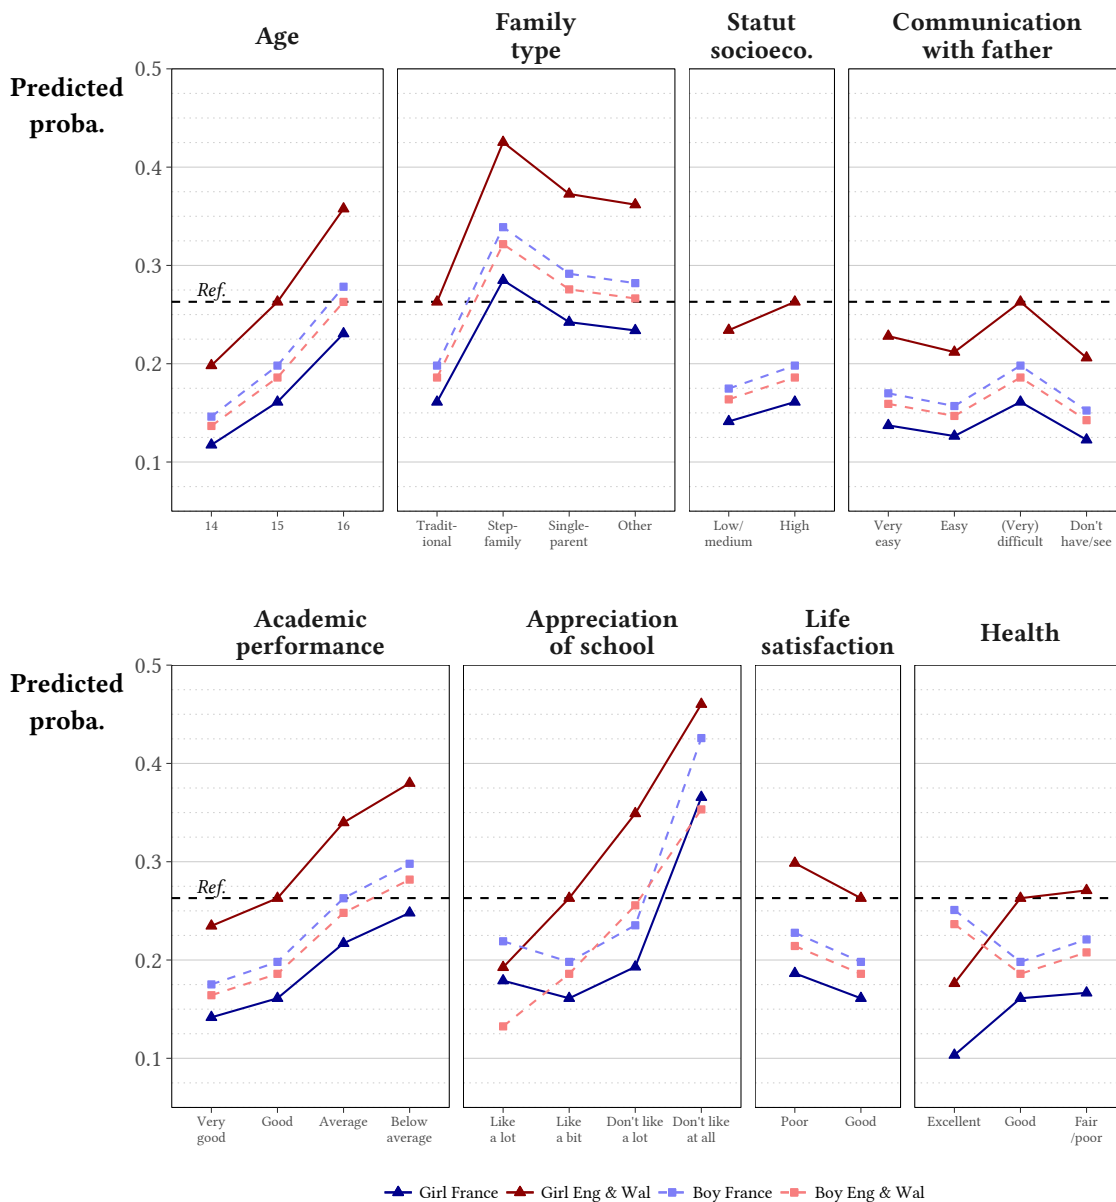 Age
Family
type
Statut
socioeco.
Communication
with father
Predicted
proba.
0.5
0.4
0.3
0.2
0.1
Ref.
14 15 16
Tradit-
ional
Step-
family
Single-
parent
Other
Low/
medium
High
Very
easy
Easy
(Very)
difficult
Don't
have/see
Academic
performance
Appreciation
of school
Life
satisfaction
Health
Predicted
proba.
0.5
0.4
0.3
0.2
0.1
Ref.
Very
good
Good
Average
Below
average
Like
a lot
Like
a bit
Don't like
a lot
Don't like
at all
Poor
Good
Excellent
Good
Fair
/poor
Girl France Girl Eng & Wal Boy France Boy Eng & Wal